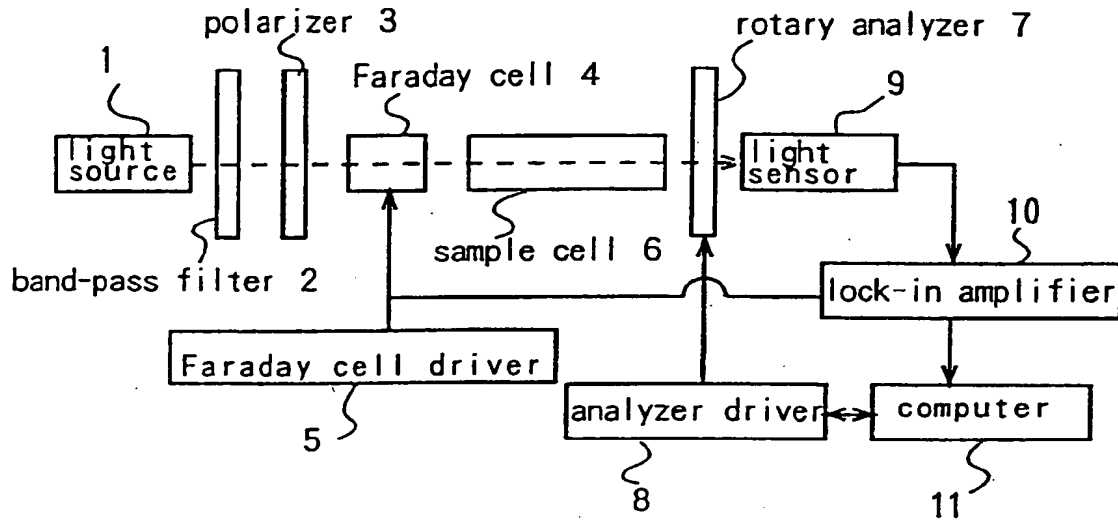 polarizer 3
rotary analyzer 7
1
Faraday cell 4
9
light
source
light
sensor
10
sample cell 6
band-pass filter 2
lock-in amplifier
Faraday cell driver
analyzer driver
computer
5
8
11